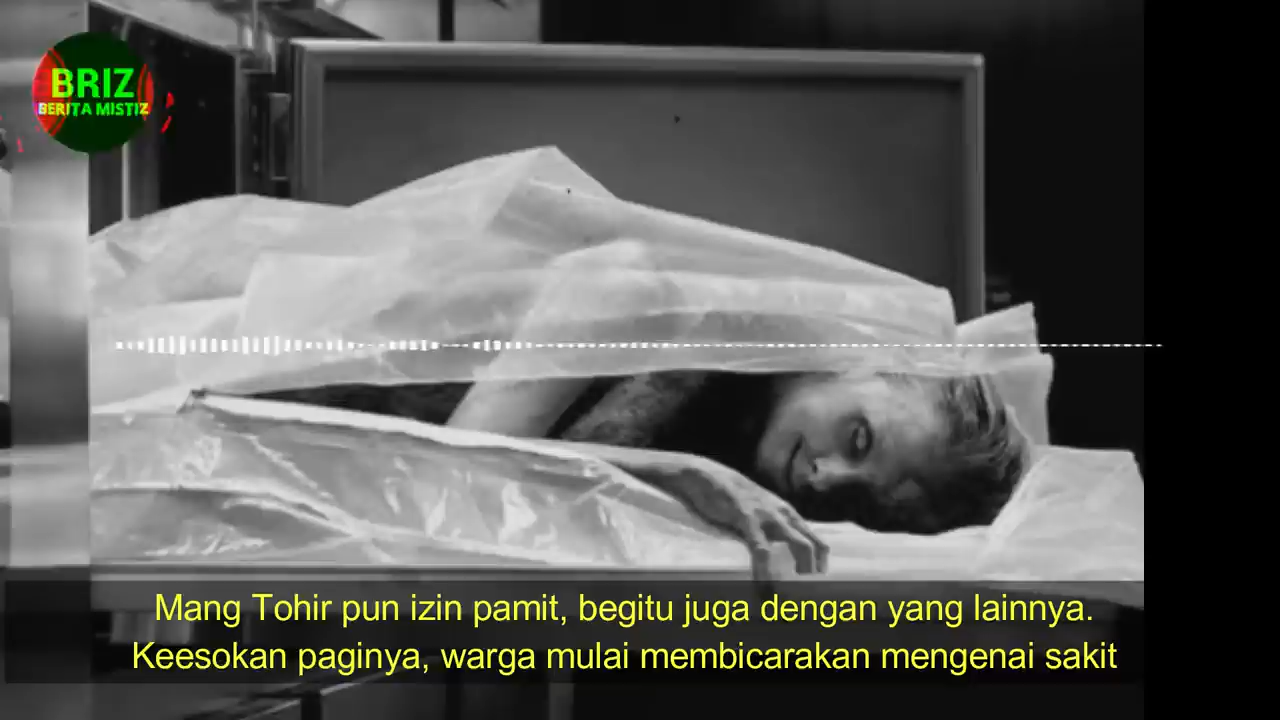 BRIZ
BERITA MISTIZ
Mang Tohir pun izin pamit, begitu juga dengan yang lainnya.
Keesokan paginya, warga mulai membicarakan mengenai sakit